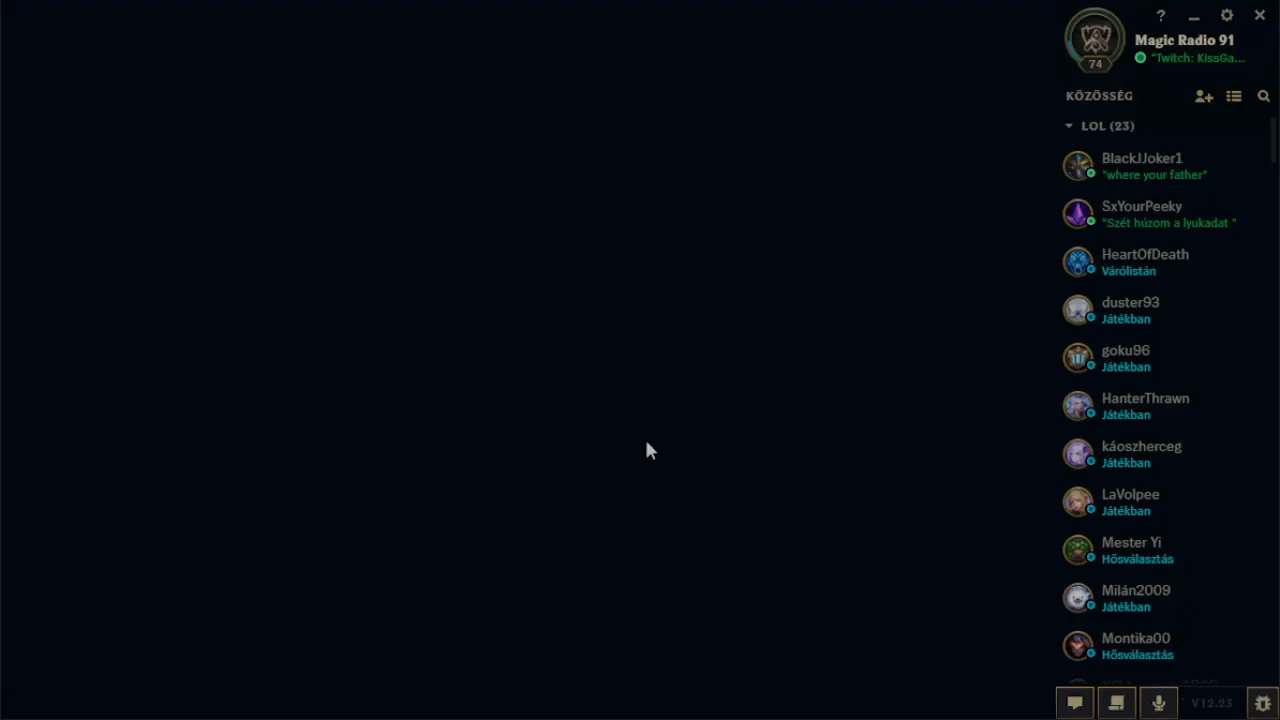 ?
Magic Radio 91
"Twitch: KissGa...
74
KÖZÖSSÉG
LOL (23)
BlackJJoker1
"where your father"
SxYourPeeky
"Szét húzom a lyukadat "
HeartOfDeath
Várólistán
duster93
Játékban
goku96
Játékban
HanterThrawn
Játékban
káoszherceg
Játékban
LaVolpee
Játékban
Mester Yi
Hősválasztás
Milán2009
Játékban
Montika00
Hősválasztás
V12.23